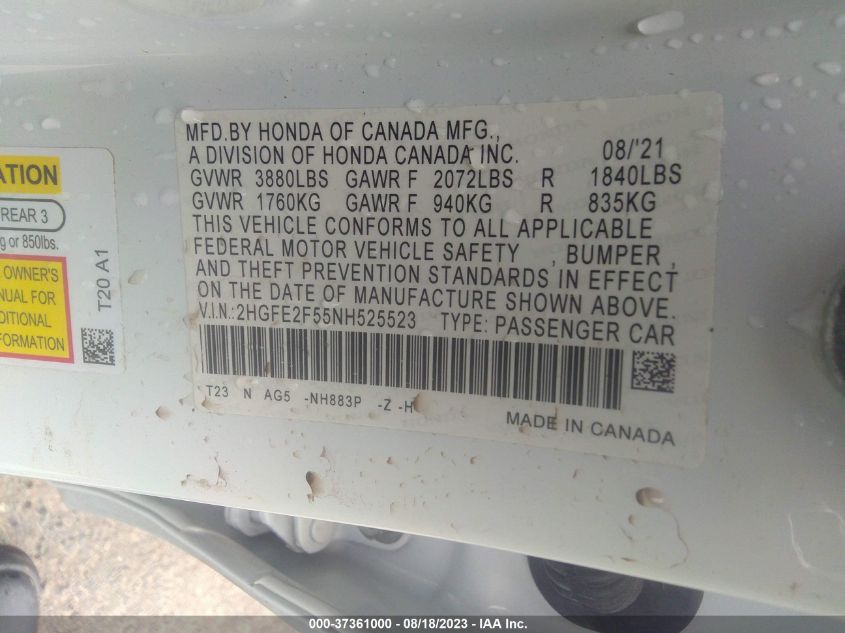 ATION
REAR 3
g or 850lbs.
OWNER'S
NUAL FOR
DITIONAL
FORMATION
T20 A1
MFD.BY HONDA OF CANADA MFG.,
A DIVISION OF HONDA CANADA INC. 08/'21
GVWR 3880LBS GAWR F 2072LBS R 1840LBS
GVWR 1760KG GAWR F 940KG R 835KG
THIS VEHICLE CONFORMS TO ALL APPLICABLE
FEDERAL MOTOR VEHICLE SAFETY , BUMPER ,
AND THEFT PREVENTION STANDARDS IN EFFECT
ON THE DATE OF MANUFACTURE SHOWN ABOVE.
V.I.N.:2HGFE2F55NH525523 TYPE: PASSENGER CAR
T23 N AG5 -NH883P -Z -H
MADE IN CANADA
000-37361000 - 08/18/2023 - IAA Inc.